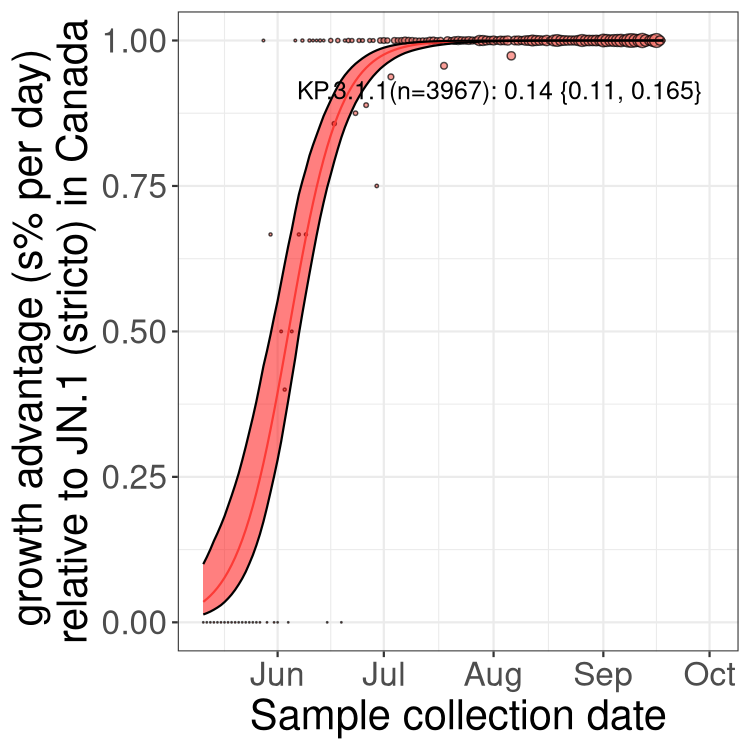 growth advantage (s% per day)
relative to JN.1 (stricto) in Canada
1.00
0.75
0.50
0.25
0.00
KP.3.1.1(n=3967): 0.14 {0.11, 0.165}
Jun
Jul
Aug
Sep
Oct
Sample collection date